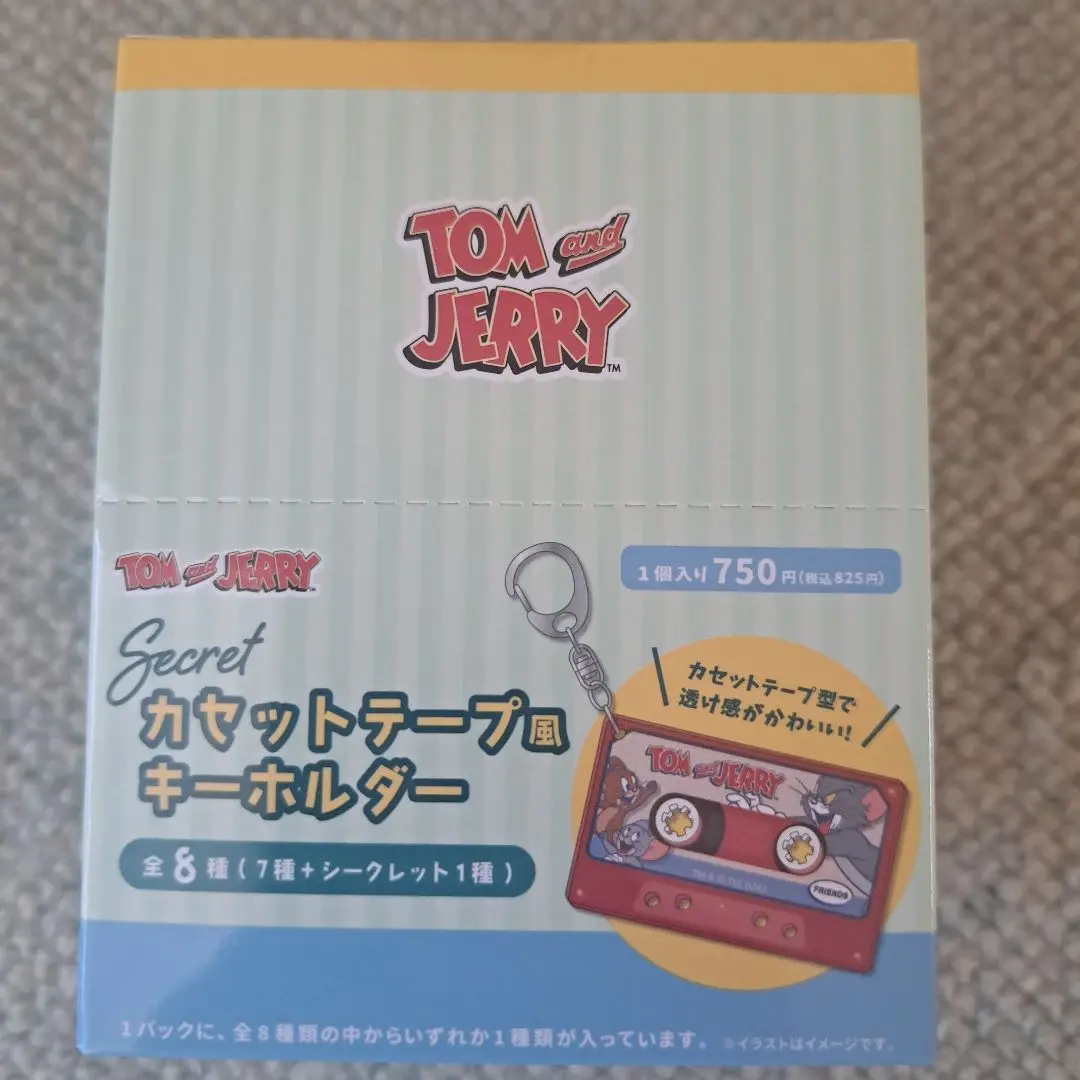 TOM and
JERRY™
TOM and JERRY™
1個入り750円(税込825円)
Secret
カセットテープ風
キーホルダー
全8種(7種+シークレット1種)
カセットテープ型で
透け感がかわいい!
TOM and JERRY
FRIENDS
1パックに、全8種類の中からいずれか1種類が入っています。 ※イラストはイメージです。